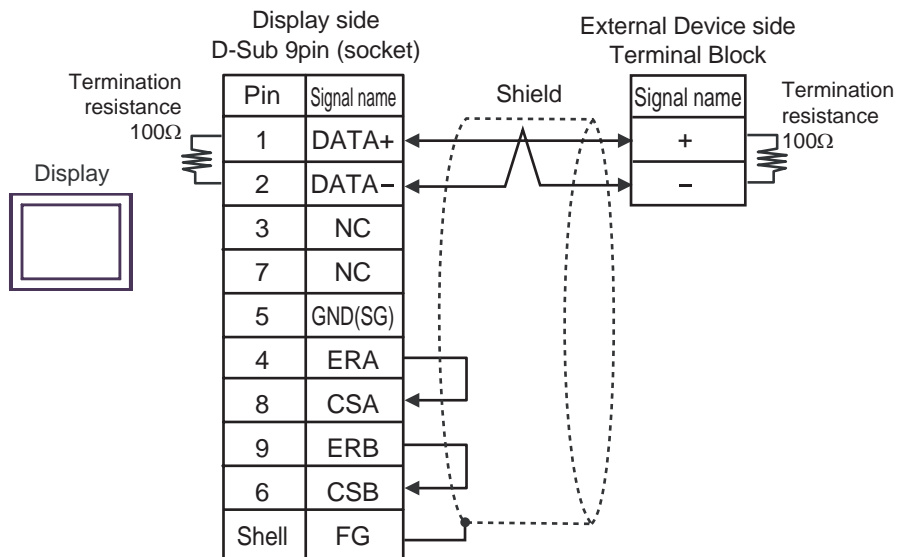 Display side
D-Sub 9pin (socket)
External Device side
Terminal Block
Termination
resistance
100Ω
Pin Signal name
Shield
Signal name
Termination
resistance
100Ω
1 DATA+
+
2 DATA−
−
Display
3 NC
7 NC
5 GND(SG)
4 ERA
8 CSA
9 ERB
6 CSB
Shell FG